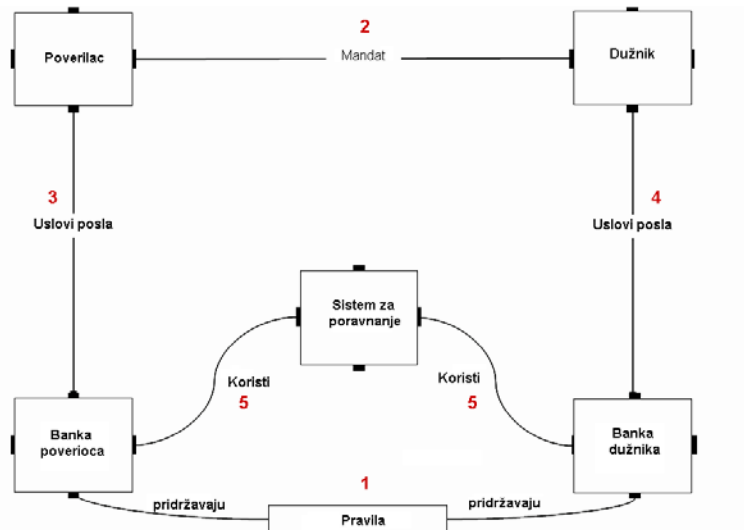 2
Poverilac
Mandat
Dužnik
3
4
Uslovi posla
Uslovi posla
Sistem za
poravnanje
Koristi
Koristi
5
5
Banka
poverioca
Banka
dužnika
1
pridržavaju
pridržavaju
Pravila